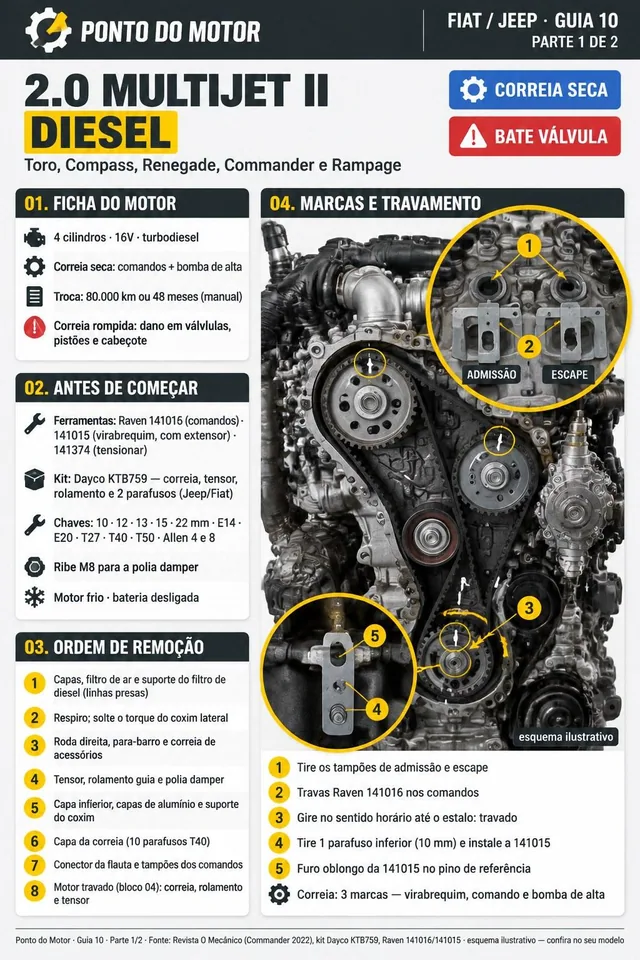 PONTO DO MOTOR
FIAT / JEEP · GUIA 10
PARTE 1 DE 2
2.0 MULTIJET II
DIESEL
CORREIA SECA
BATE VÁLVULA
Toro, Compass, Renegade, Commander e Rampage
01. FICHA DO MOTOR
4 cilindros · 16V · turbodiesel
Correia seca: comandos + bomba de alta
Troca: 80.000 km ou 48 meses (manual)
Correia rompida: dano em válvlulas,
pistões e cabeçote
02. ANTES DE COMEÇAR
Ferramentas: Raven 141016 (comandos) ·
141015 (virabrequim, com extensor) ·
141374 (tensionar)
Kit: Dayco KTB759 — correia, tensor,
rolamento e 2 parafusos (Jeep/Fiat)
Chaves: 10 · 12 · 13 · 15 · 22 mm · E14 ·
E20 · T27 · T40 · T50 · Allen 4 e 8
Ribe M8 para a polia damper
Motor frio · bateria desligada
03. ORDEM DE REMOÇÃO
1 Capas, filtro de ar e suporte do filtro de
diesel (linhas presas)
2 Respiro; solte o torque do coxim lateral
3 Roda direita, para-barro e correia de
acessórios
4 Tensor, rolamento guia e polia damper
5 Capa infierior, capas de alumínio e suporte
do coxim
6 Capa da correia (10 parafusos T40)
7 Conector da flauta e tampões dos comandos
8 Motor travado (bloco 04): correia, rolamento
e tensor
04. MARCAS E TRAVAMENTO
1
2
ADMISSÃO
ESCAPE
3
5
4
esquema ilustrativo
1 Tire os tampões de admissão e escape
2 Travas Raven 141016 nos comandos
3 Gire no sentido horário até o estalo: travado
4 Tire 1 parafuso inferior (10 mm) e instale a 141015
5 Furo oblongo da 141015 no pino de referência
Correia: 3 marcas — virabrequim, comando e bomba de alta
Ponto do Motor · Guia 10 · Parte 1/2 · Fonte: Revista O Mecânico (Commander 2022), kit Dayco KTB759, Raven 141016/141015 · esquema ilustrativo — confira no seu modelo